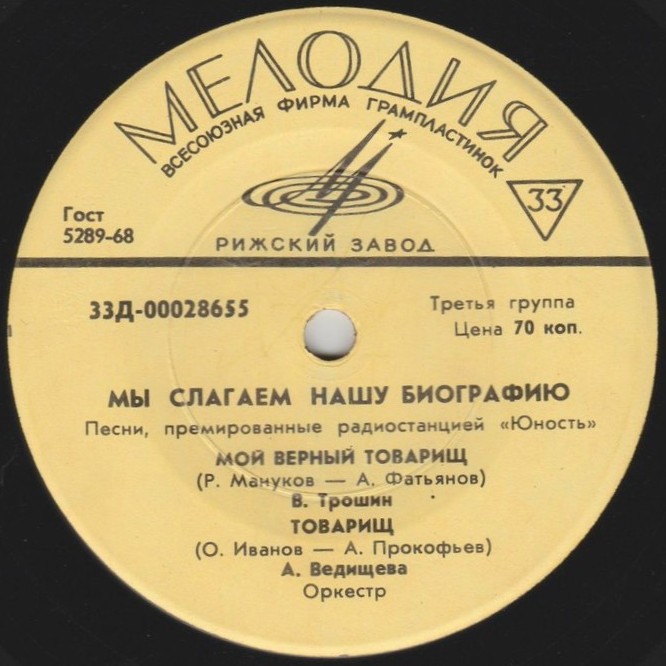 МЕЛОДИЯ
ВСЕСОЮЗНАЯ ФИРМА ГРАМПЛАСТИНОК
33
Гост
5289-68
РИЖСКИЙ ЗАВОД
33Д-00028655
Третья группа
Цена 70 коп.
МЫ СЛАГАЕМ НАШУ БИОГРАФИЮ
Песни, премированные радиостанцией «Юность»
МОЙ ВЕРНЫЙ ТОВАРИЩ
(Р. Мануков — А. Фатьянов)
В. Трошин
ТОВАРИЩ
(О. Иванов — А. Прокофьев)
А. Ведищева
Оркестр